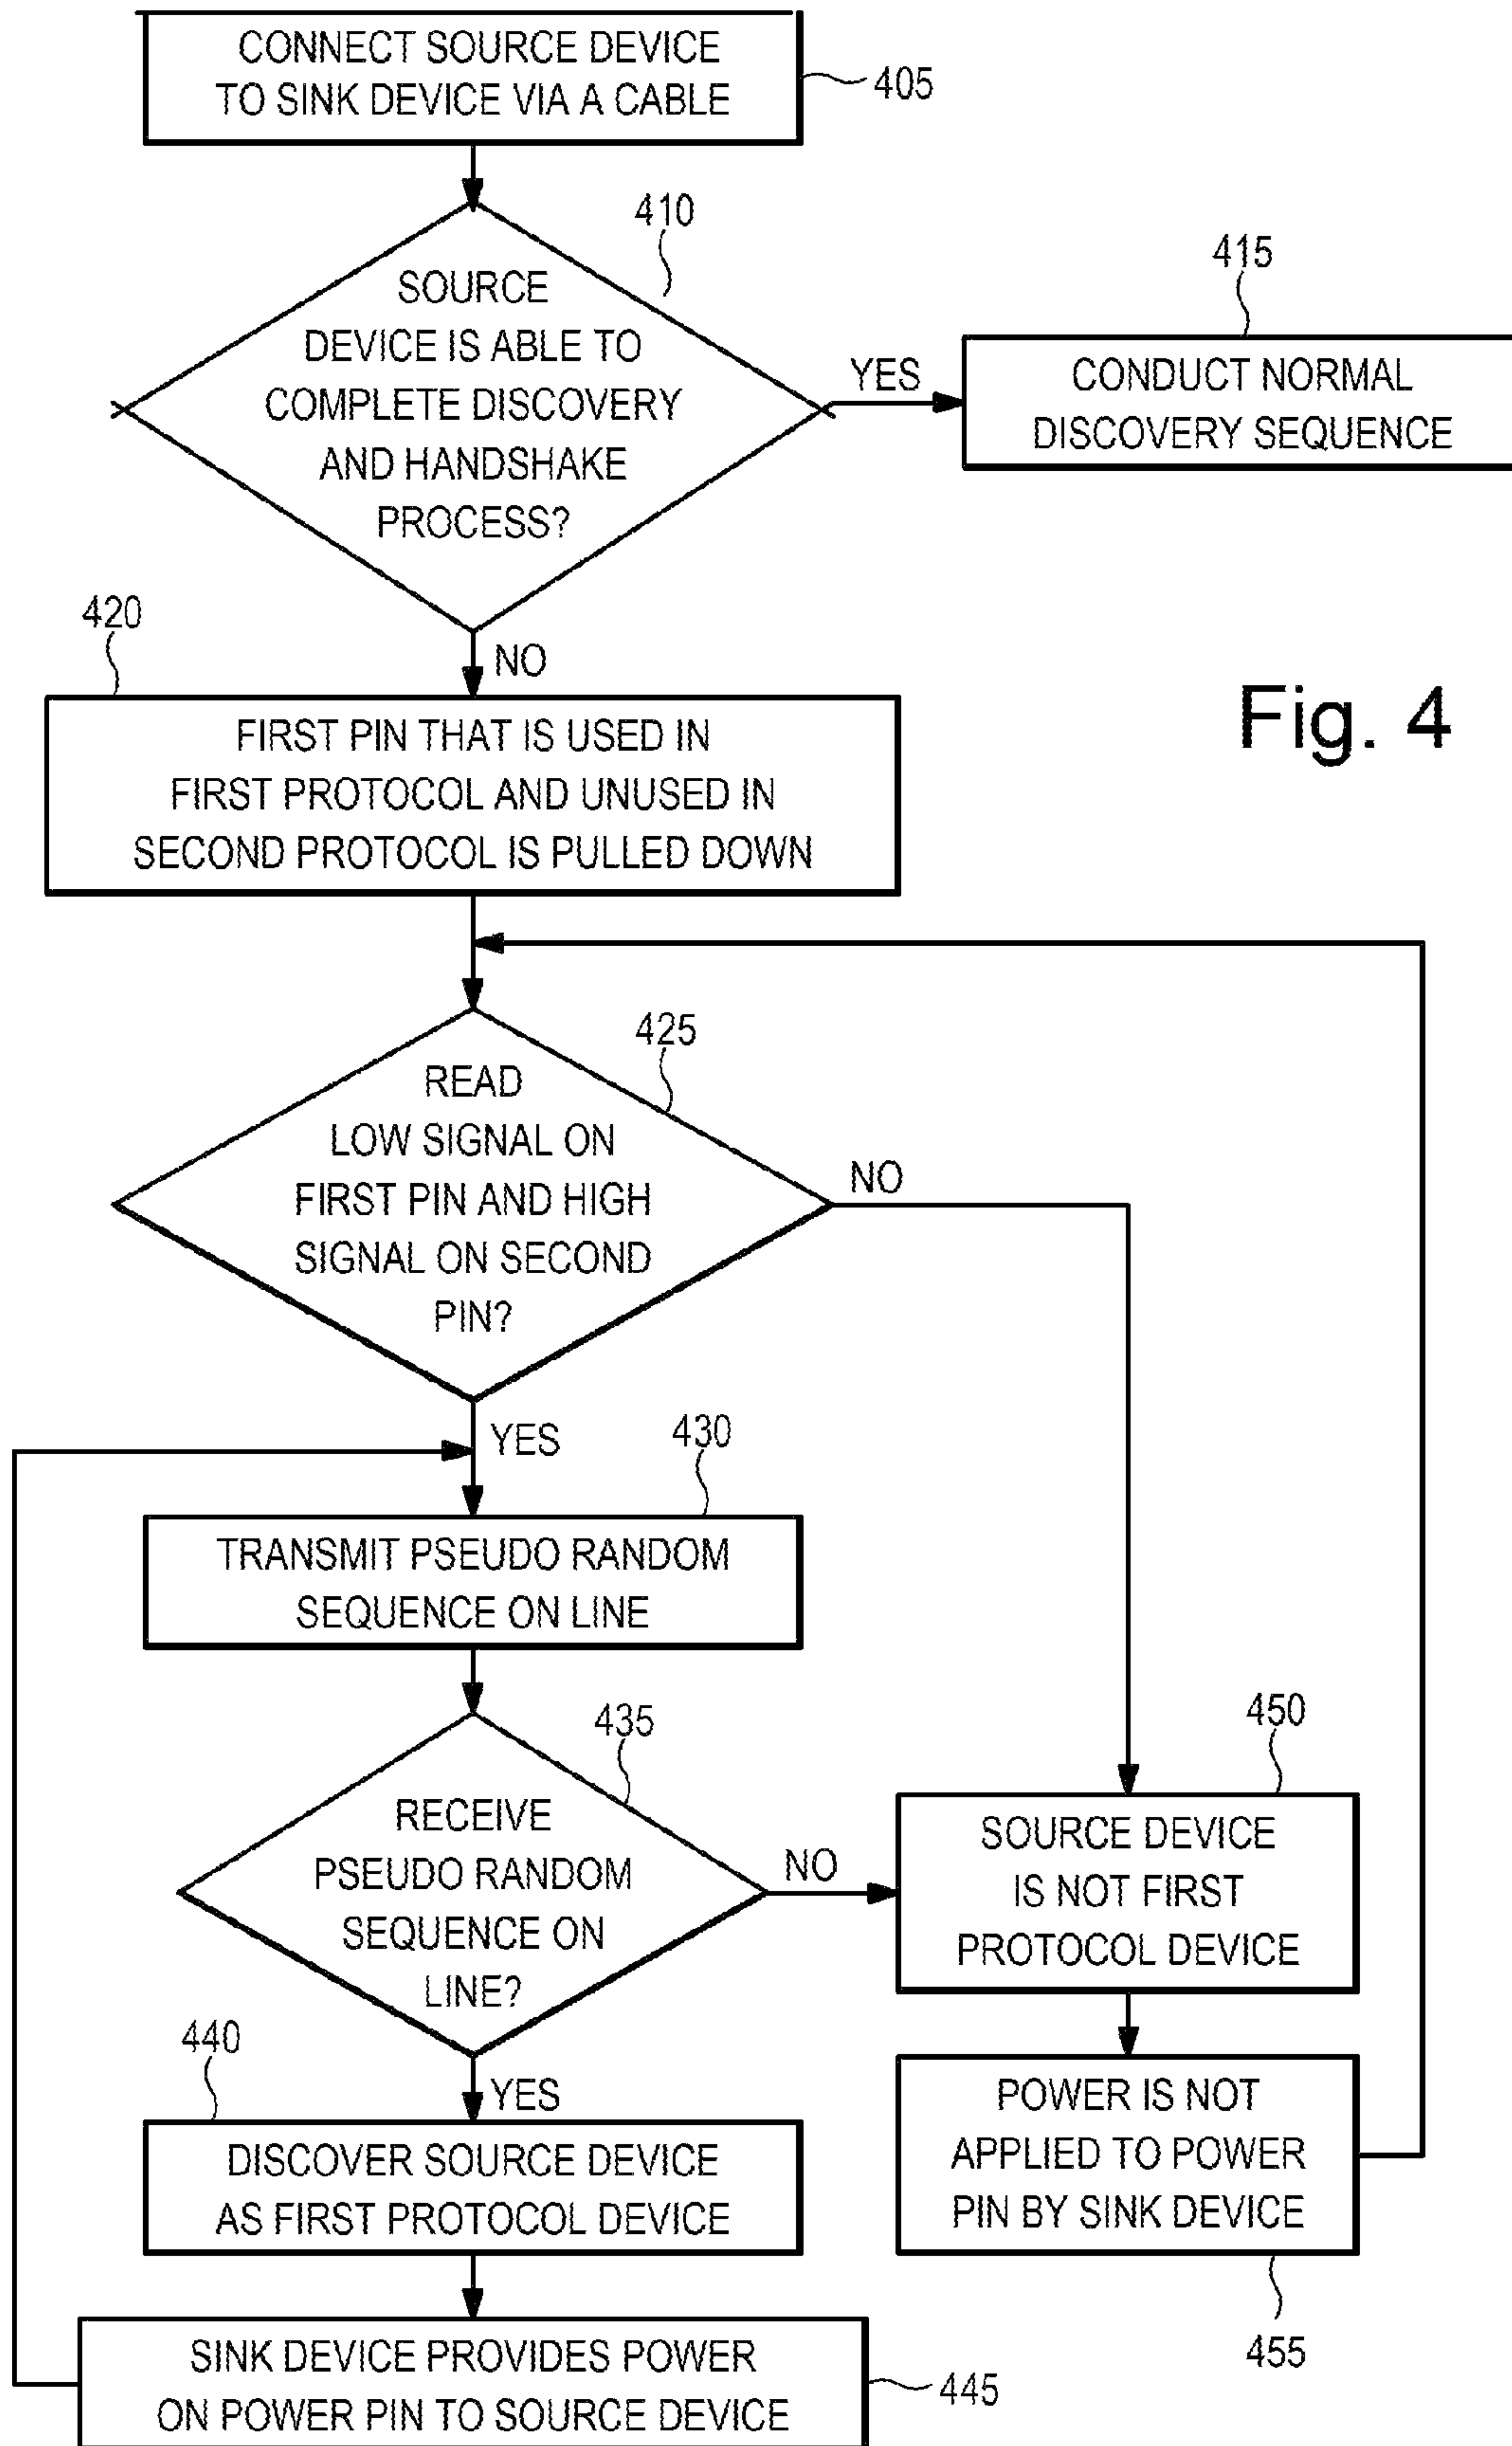 CONNECT SOURCE DEVICE
TO SINK DEVICE VIA A CABLE
405
410
SOURCE
DEVICE IS ABLE TO
COMPLETE DISCOVERY
AND HANDSHAKE
PROCESS?
YES
415
CONDUCT NORMAL
DISCOVERY SEQUENCE
NO
420
FIRST PIN THAT IS USED IN
FIRST PROTOCOL AND UNUSED IN
SECOND PROTOCOL IS PULLED DOWN
Fig. 4
425
READ
LOW SIGNAL ON
FIRST PIN AND HIGH
SIGNAL ON SECOND
PIN?
NO
YES
430
TRANSMIT PSEUDO RANDOM
SEQUENCE ON LINE
435
RECEIVE
PSEUDO RANDOM
SEQUENCE ON
LINE?
NO
450
SOURCE DEVICE
IS NOT FIRST
PROTOCOL DEVICE
YES
440
DISCOVER SOURCE DEVICE
AS FIRST PROTOCOL DEVICE
POWER IS NOT
APPLIED TO POWER
PIN BY SINK DEVICE
455
SINK DEVICE PROVIDES POWER
ON POWER PIN TO SOURCE DEVICE
445